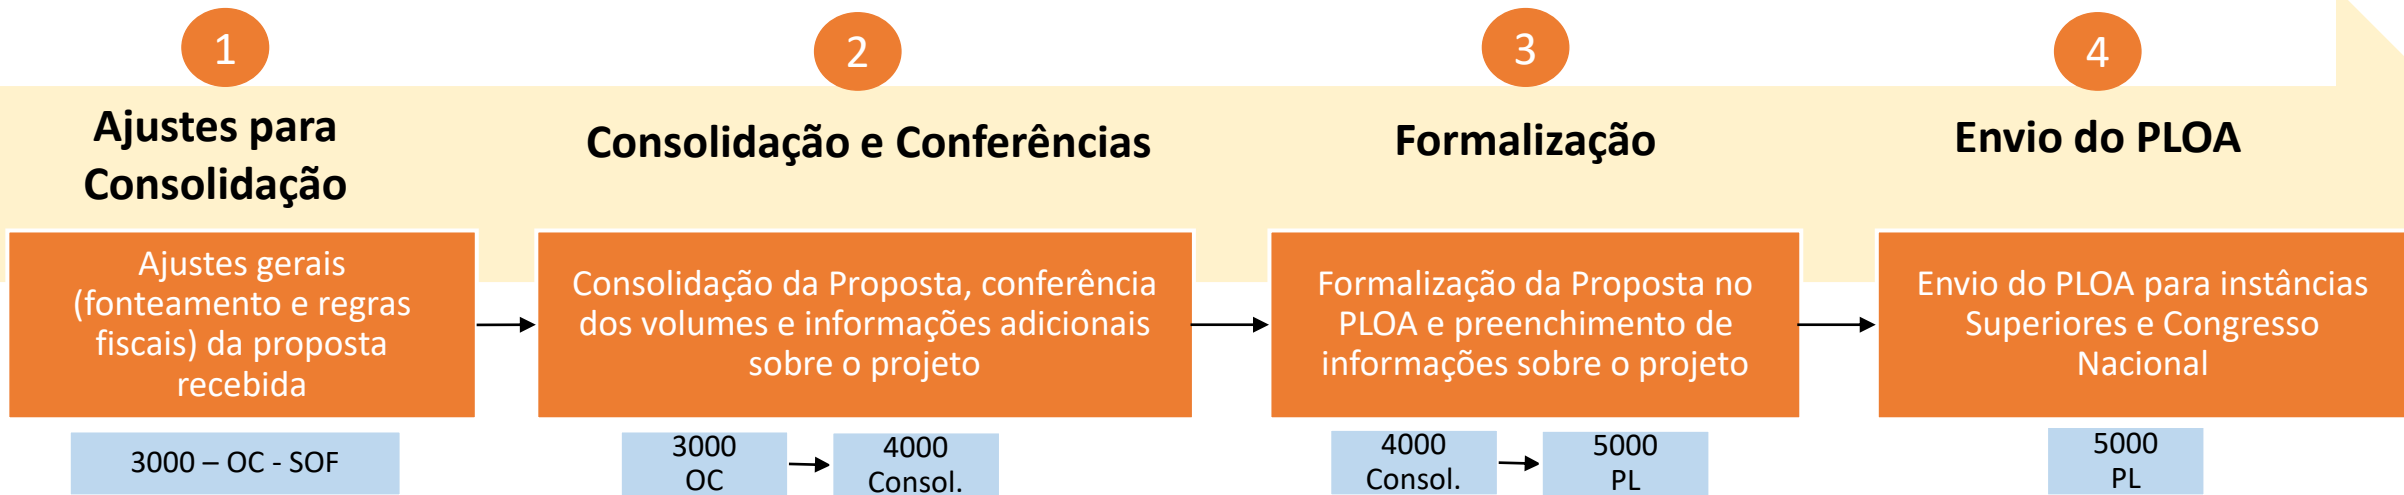 1
Ajustes para
Consolidação
Ajustes gerais
(fonteamento e regras
fiscais) da proposta
recebida
3000 – OC - SOF
2
Consolidação e Conferências
Consolidação da Proposta, conferência
dos volumes e informações adicionais
sobre o projeto
3000
OC
4000
Consol.
3
Formalização
Formalização da Proposta no
PLOA e preenchimento de
informações sobre o projeto
4000
Consol.
5000
PL
4
Envio do PLOA
Envio do PLOA para instâncias
Superiores e Congresso
Nacional
5000
PL